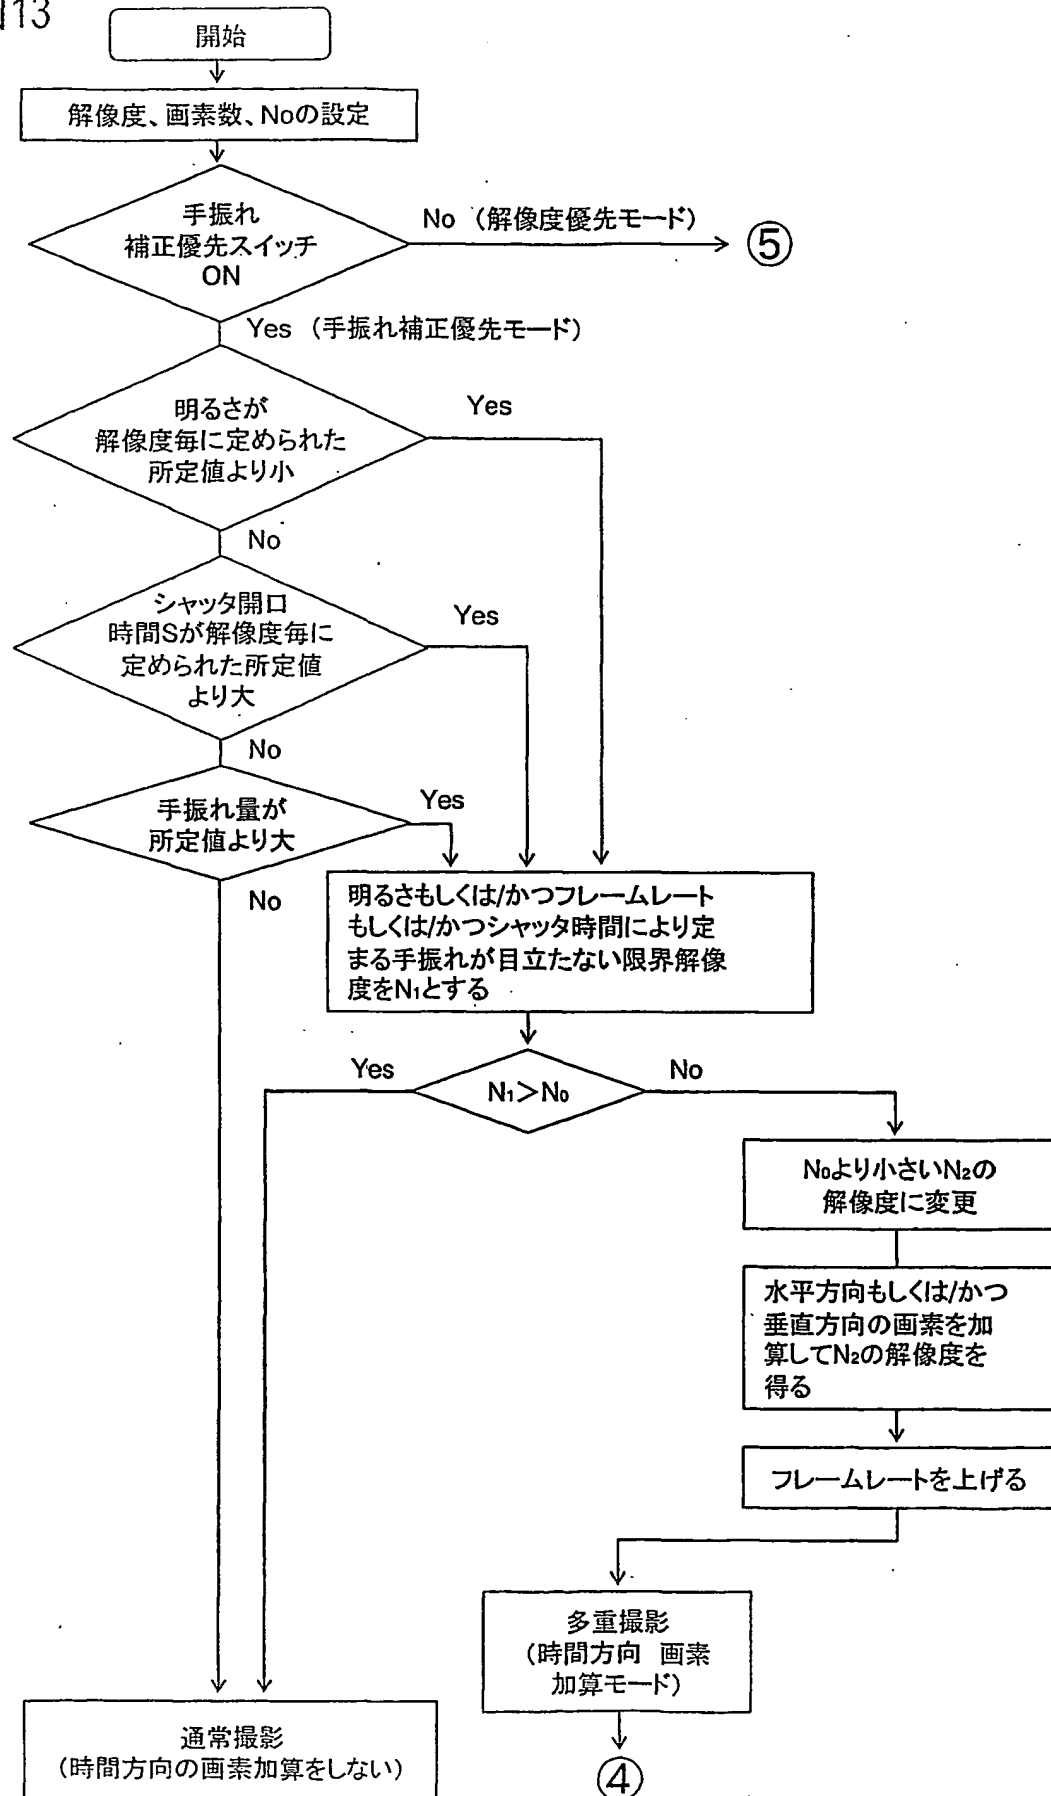 13
開始
解像度、画素数、Noの設定
手振れ
補正優先スイッチ
ON
No (解像度優先モード)
⑤
Yes (手振れ補正優先モード)
明るさが
解像度毎に定められた
所定値より小
Yes
No
シャッタ開口
時間Sが解像度毎に
定められた所定値
より大
Yes
No
手振れ量が
所定値より大
Yes
No
明るさもしくは/かつフレームレート
もしくは/かつシャッタ時間により定
まる手振れが目立たない限界解像
度をN₁とする
Yes
N₁>N₀
No
N₀より小さいN₂の
解像度に変更
水平方向もしくは/かつ
垂直方向の画素を加
算してN₂の解像度を
得る
フレームレートを上げる
多重撮影
(時間方向 画素
加算モード)
④
通常撮影
(時間方向の画素加算をしない)